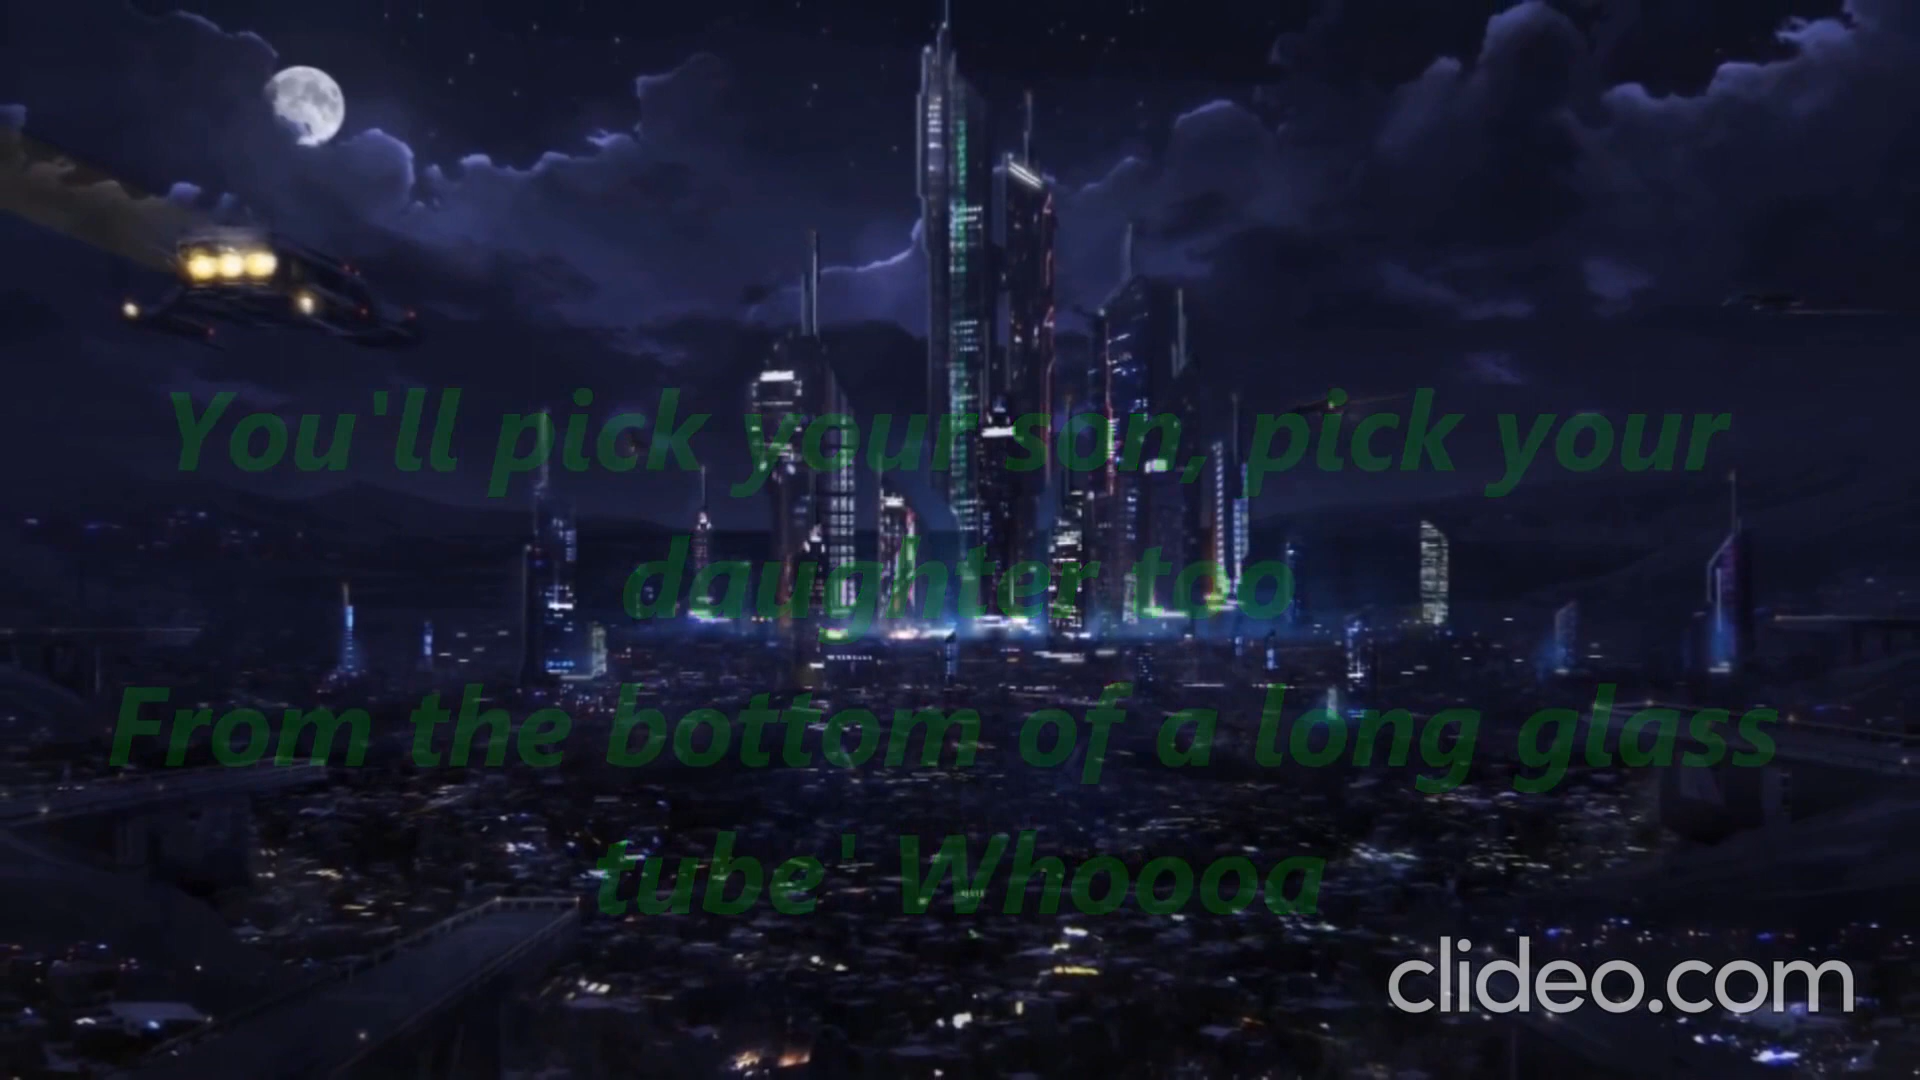 You'll pick your son, pick your
daughter too
From the bottom of a long glass
tube' Whoooa
clideo.com